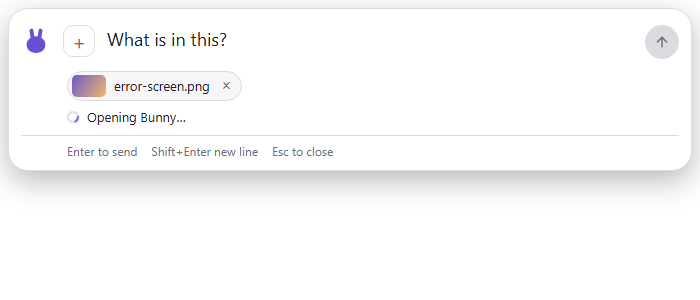 What is in this?
error-screen.png
Opening Bunny...
Enter to send Shift+Enter new line Esc to close